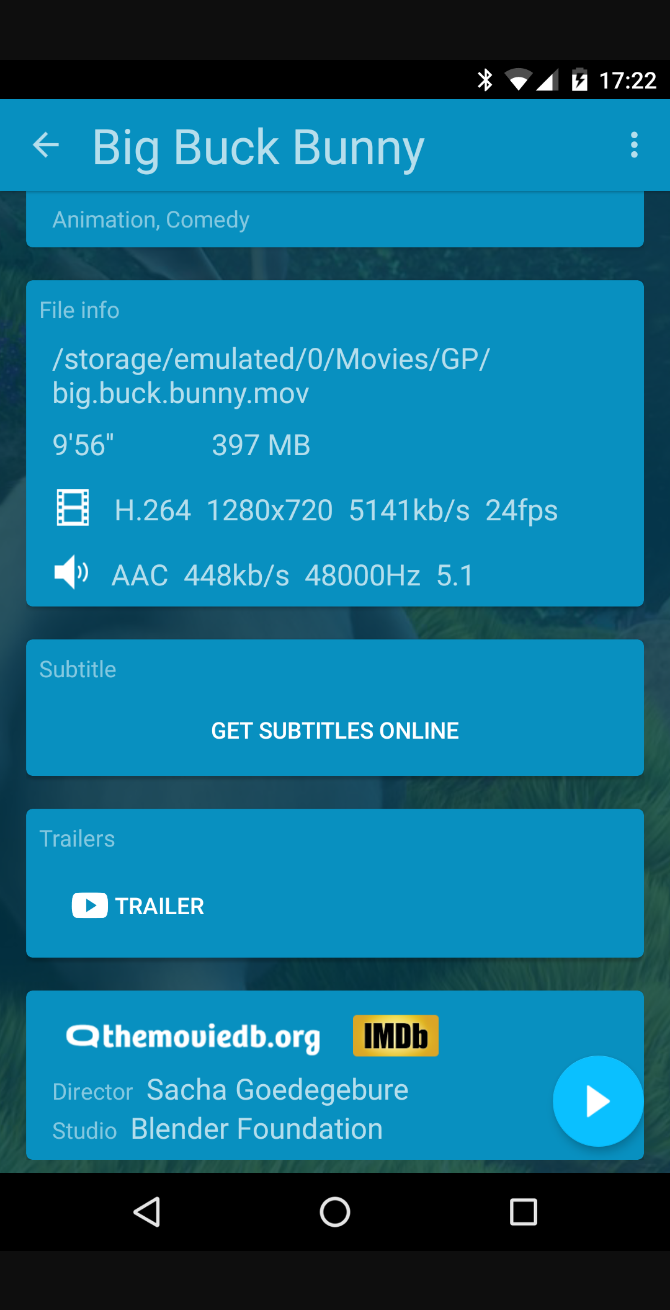 17:22
Big Buck Bunny
Animation, Comedy
File info
/storage/emulated/0/Movies/GP/
big.buck.bunny.mov
9'56" 397 MB
H.264 1280x720 5141kb/s 24fps
AAC 448kb/s 48000Hz 5.1
Subtitle
GET SUBTITLES ONLINE
Trailers
TRAILER
themoviedb.org IMDb
Director Sacha Goedegebure
Studio Blender Foundation